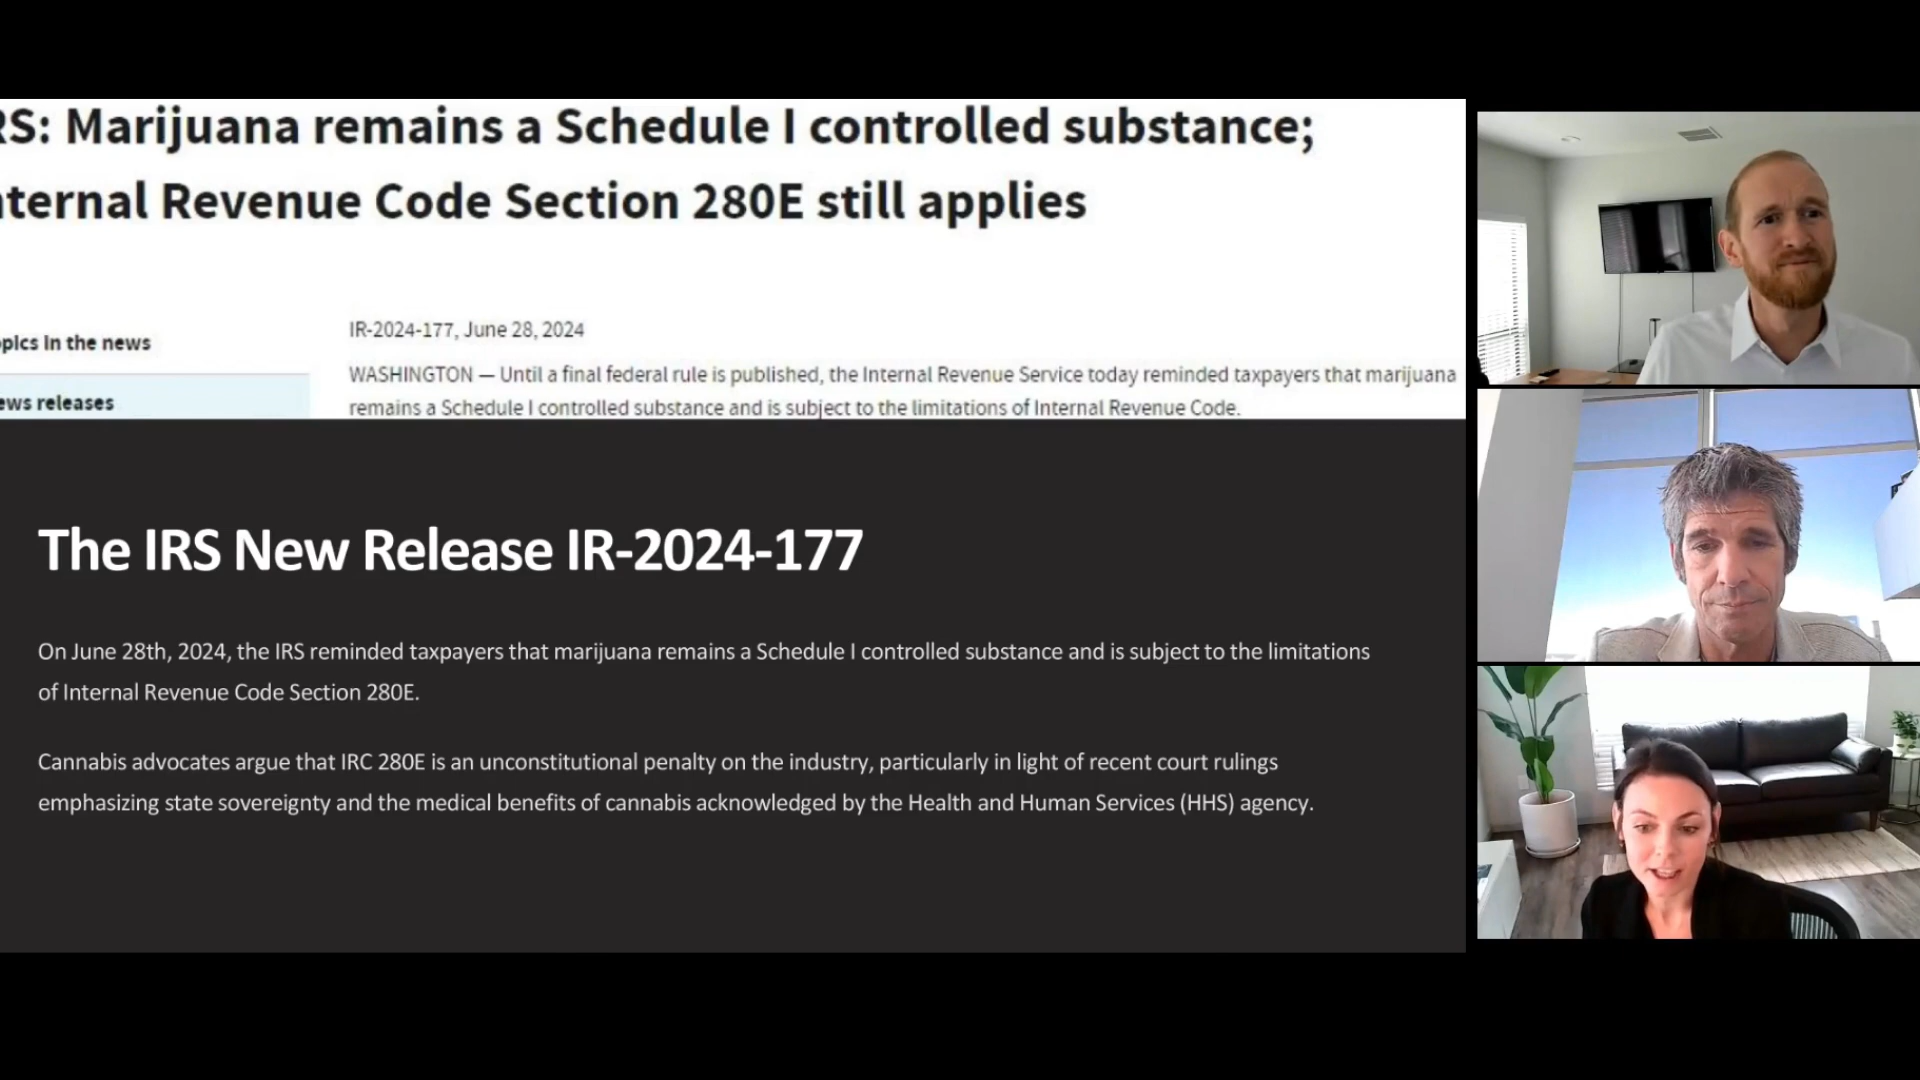 RS: Marijuana remains a Schedule I controlled substance;
nternal Revenue Code Section 280E still applies
IR-2024-177, June 28, 2024
opics in the news
WASHINGTON — Until a final federal rule is published, the Internal Revenue Service today reminded taxpayers that marijuana
ews releases
remains a Schedule I controlled substance and is subject to the limitations of Internal Revenue Code.
The IRS New Release IR-2024-177
On June 28th, 2024, the IRS reminded taxpayers that marijuana remains a Schedule I controlled substance and is subject to the limitations
of Internal Revenue Code Section 280E.
Cannabis advocates argue that IRC 280E is an unconstitutional penalty on the industry, particularly in light of recent court rulings
emphasizing state sovereignty and the medical benefits of cannabis acknowledged by the Health and Human Services (HHS) agency.